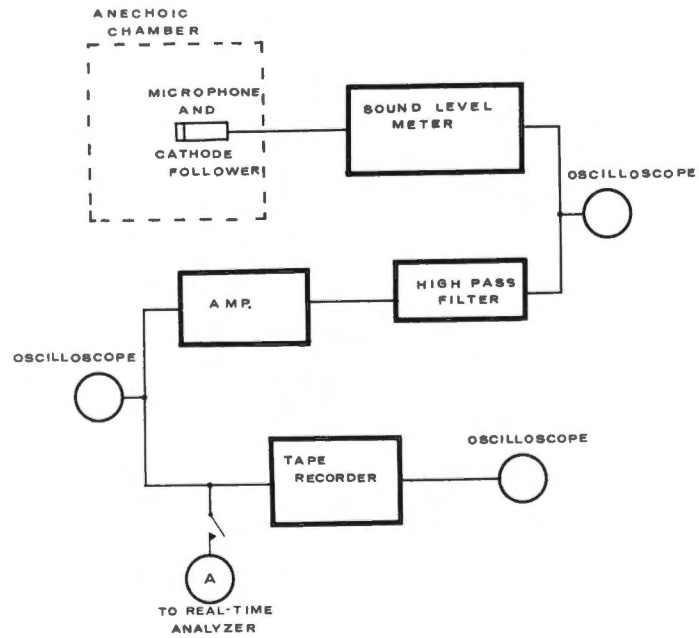 ANECHOIC
CHAMBER
MICROPHONE
AND
CATHODE
FOLLOWER
SOUND LEVEL
METER
OSCILLOSCOPE
HIGH PASS
FILTER
AMP.
OSCILLOSCOPE
TAPE
RECORDER
OSCILLOSCOPE
A
TO REAL-TIME
ANALYZER